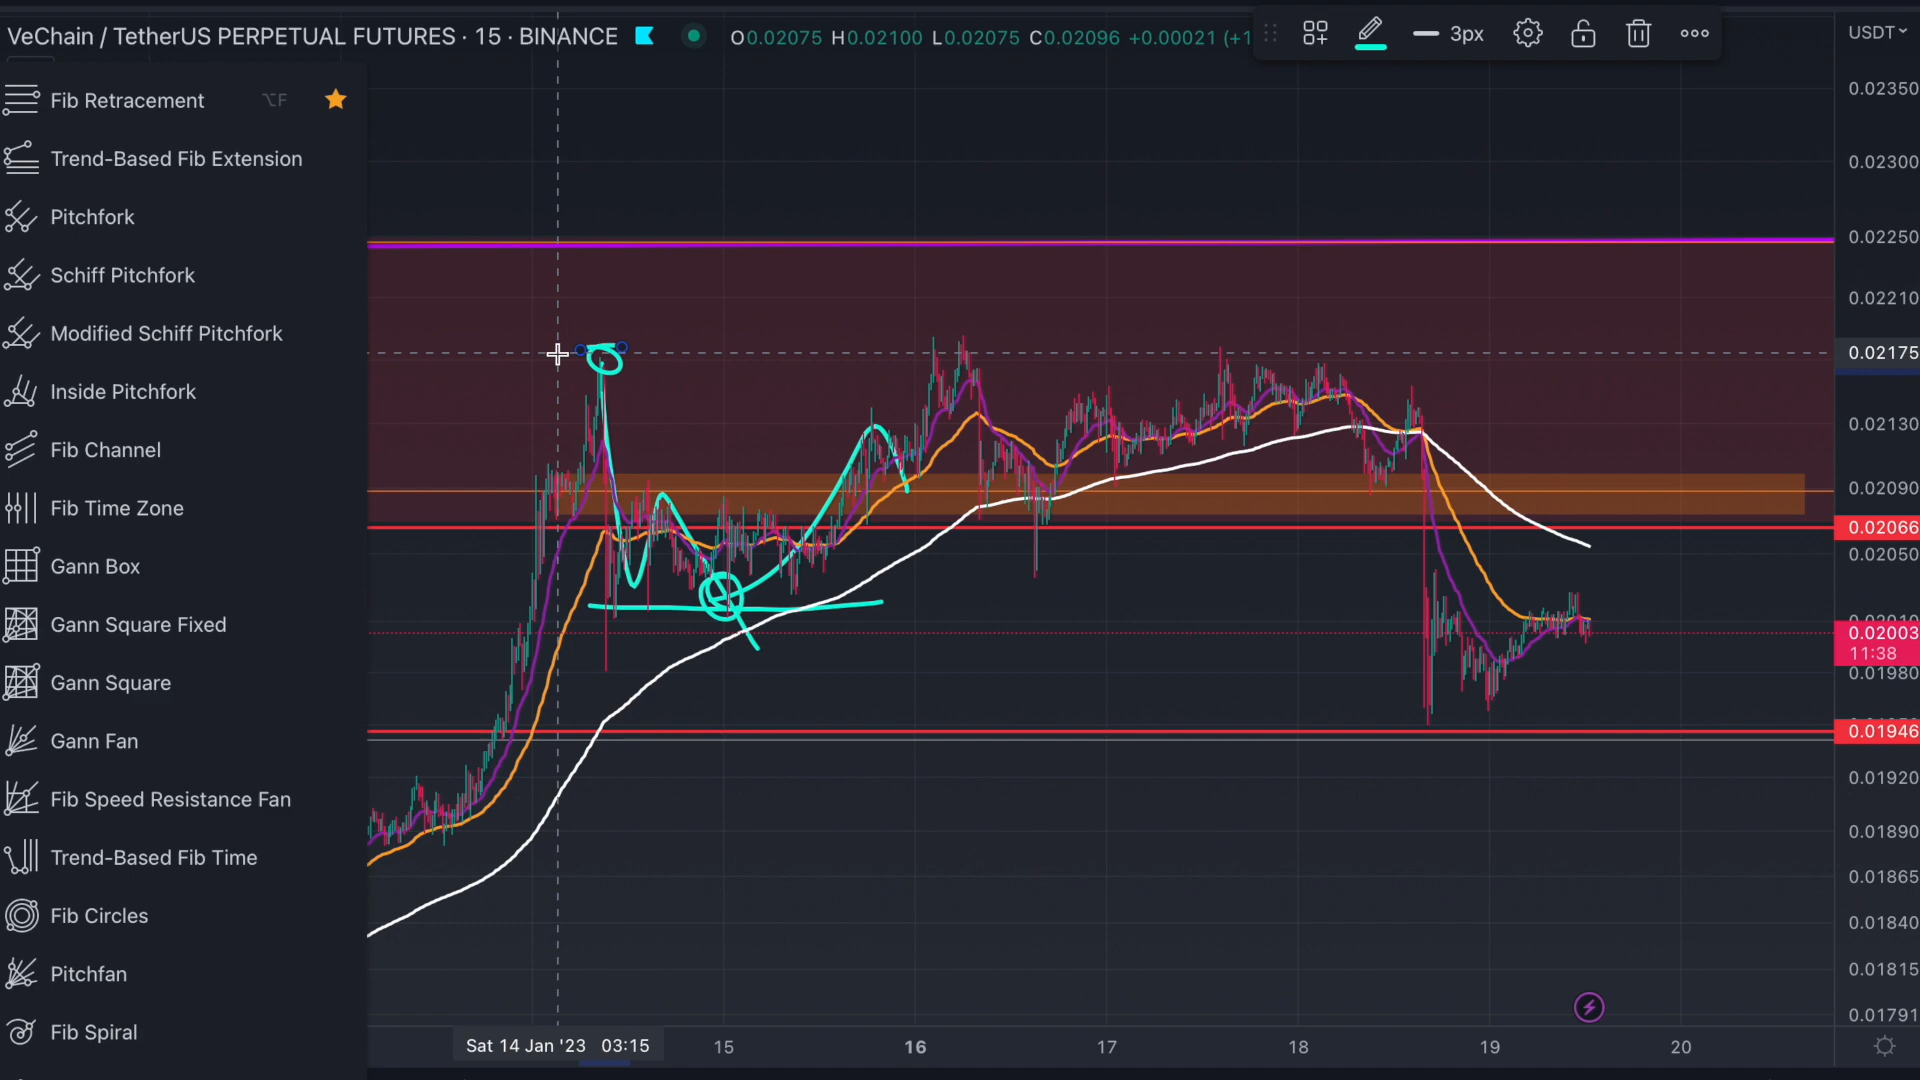 VeChain / TetherUS PERPETUAL FUTURES · 15 · BINANCE
O0.02075 H0.02100 L0.02075 C0.02096 +0.00021 (+1
3px
USDT
Fib Retracement ⌥F
Trend-Based Fib Extension
Pitchfork
Schiff Pitchfork
Modified Schiff Pitchfork
Inside Pitchfork
Fib Channel
Fib Time Zone
Gann Box
Gann Square Fixed
Gann Square
Gann Fan
Fib Speed Resistance Fan
Trend-Based Fib Time
Fib Circles
Pitchfan
Fib Spiral
0.02350
0.02300
0.02250
0.02210
0.02175
0.02130
0.02090
0.02066
0.02050
0.02003
11:38
0.01980
0.01946
0.01920
0.01890
0.01865
0.01840
0.01815
0.01791
Sat 14 Jan '23 03:15
15
16
17
18
19
20